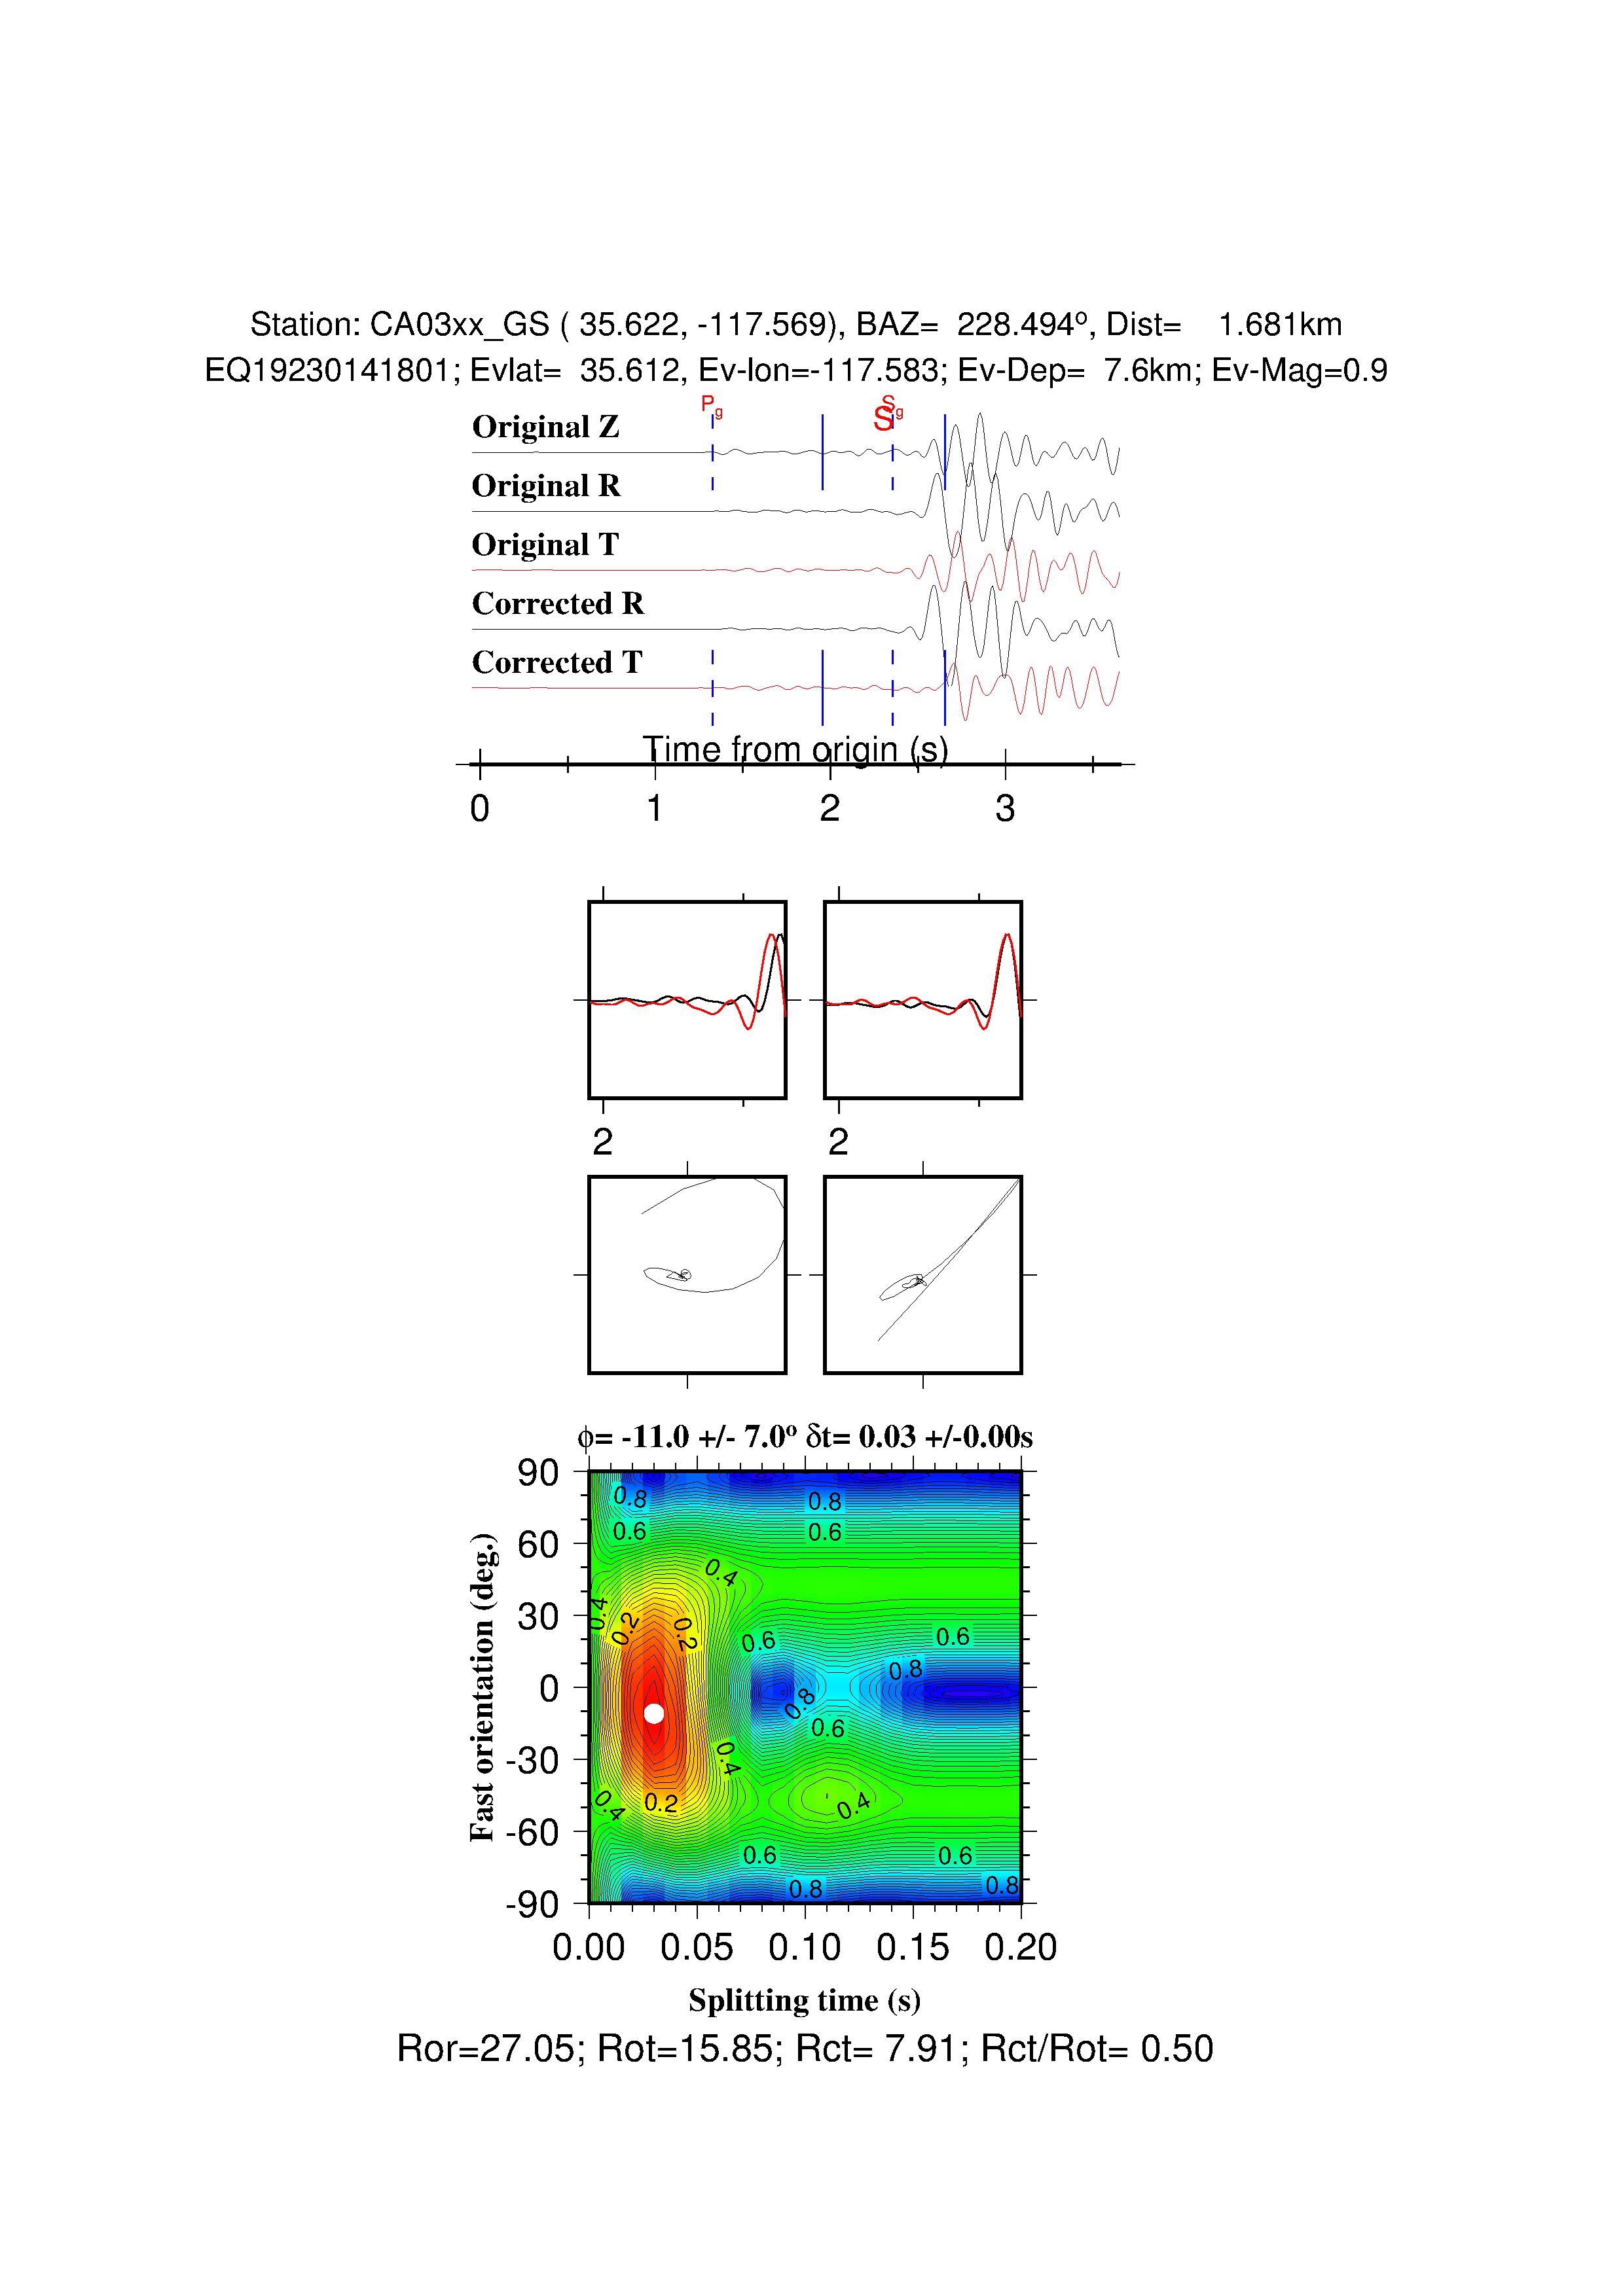 Station: CA03xx_GS ( 35.622, -117.569), BAZ= 228.494º, Dist= 1.681km
EQ19230141801; Evlat= 35.612, Ev-lon=-117.583; Ev-Dep= 7.6km; Ev-Mag=0.9
Pg Sg
S
Original Z
Original R
Original T
Corrected R
Corrected T
Time from origin (s)
0 1 2 3
2 2
ϕ= -11.0 +/- 7.0º δt= 0.03 +/-0.00s
90
0.8 0.8
0.6 0.6
60
0.4
30
0.4 0.2 0.2
0.6 0.6
0.8
0
0.8
0.6
-30
0.4
0.4 0.2 0.4
-60
0.6 0.6
0.8 0.8
-90
Fast orientation (deg.)
0.00 0.05 0.10 0.15 0.20
Splitting time (s)
Ror=27.05; Rot=15.85; Rct= 7.91; Rct/Rot= 0.50